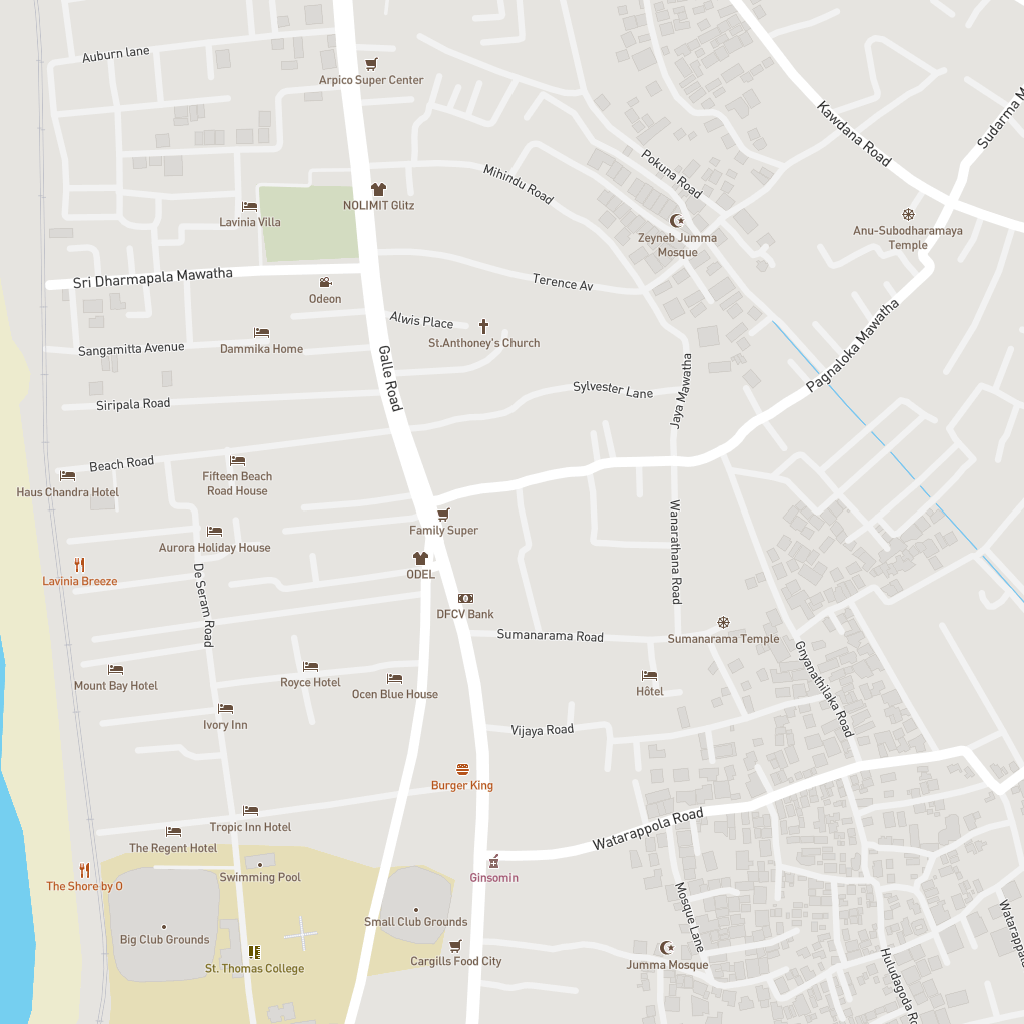 Auburn lane
Arpico Super Center
Kawdana Road
Sudarma M
Pokuna Road
Mihindu Road
NOLIMIT Glitz
Lavinia Villa
Zeyneb Jumma
Mosque
Anu-Subodharamaya
Temple
Sri Dharmapala Mawatha
Terence Av
Odeon
Alwis Place
St.Anthoney's Church
Pagnaloka Mawatha
Sangamitta Avenue
Dammika Home
Galle Road
Jaya Mawatha
Sylvester Lane
Siripala Road
Beach Road
Fifteen Beach
Road House
Haus Chandra Hotel
Family Super
Wanarathana Road
Aurora Holiday House
Lavinia Breeze
ODEL
De Seram Road
DFCV Bank
Sumanarama Road
Sumanarama Temple
Gnyanathilaka Road
Mount Bay Hotel
Royce Hotel
Ocen Blue House
Hôtel
Ivory Inn
Vijaya Road
Burger King
Tropic Inn Hotel
The Regent Hotel
Watarappola Road
Swimming Pool
Ginsomin
The Shore by O
Mosque Lane
Small Club Grounds
Big Club Grounds
Watarappala
St. Thomas College
Cargills Food City
Jumma Mosque
Huludagoda Ro